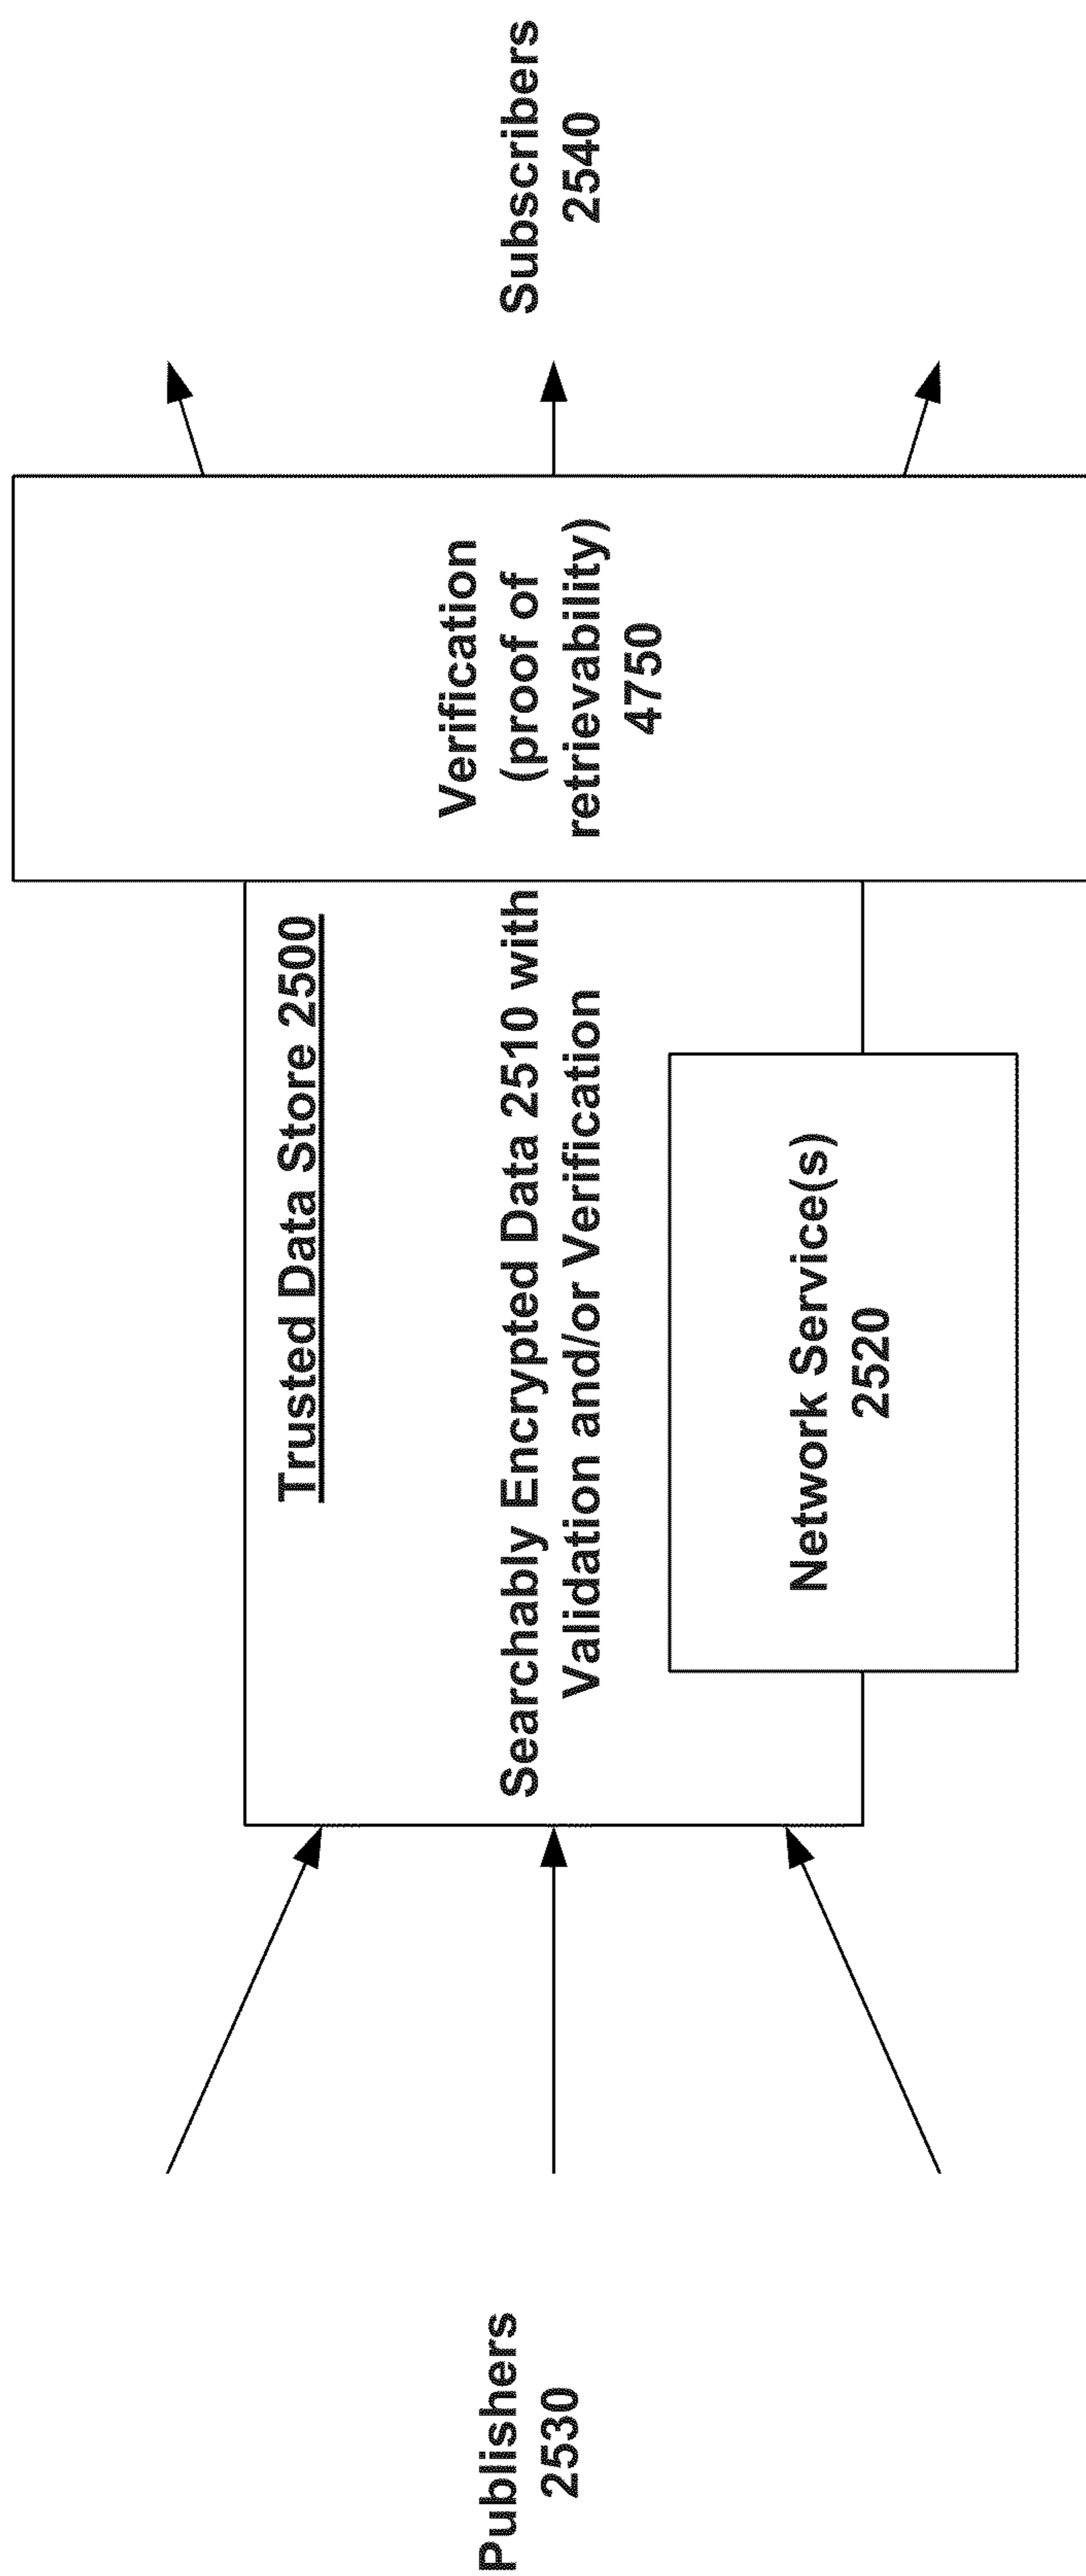 Publishers
2530
Trusted Data Store 2500
Searchably Encrypted Data 2510 with
Validation and/or Verification
Network Service(s)
2520
Verification
(proof of
retrievability)
4750
Subscribers
2540